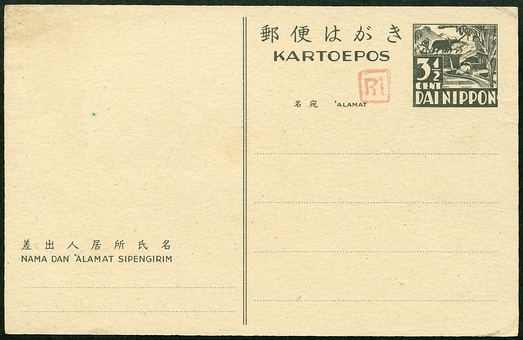 郵便はがき
KARTOEPOS
3½
CENT
DAI NIPPON
RI
名宛 'ALAMAT
差出人居所氏名
NAMA DAN 'ALAMAT SIPENGIRIM